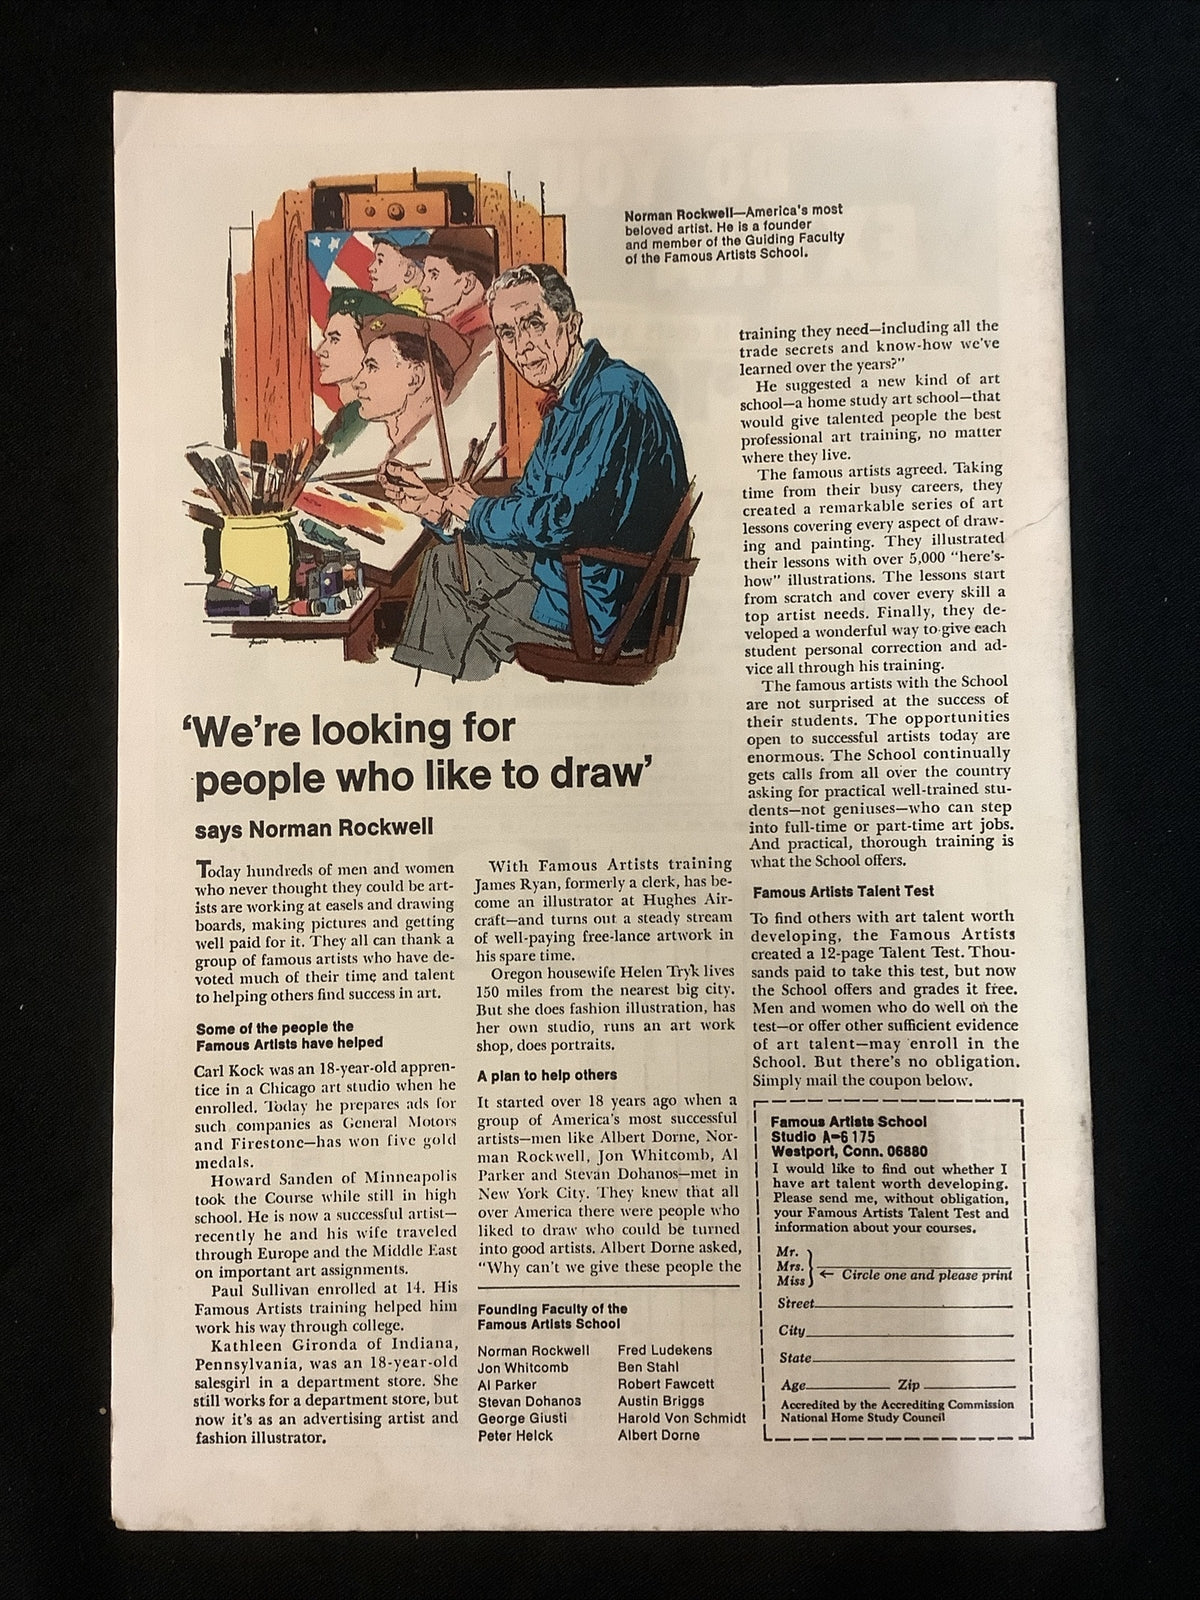 Norman Rockwell—America's most
beloved artist. He is a founder
and member of the Guiding Faculty
of the Famous Artists School.
'We're looking for
people who like to draw'
says Norman Rockwell
Today hundreds of men and women
who never thought they could be art-
ists are working at easels and drawing
boards, making pictures and getting
well paid for it. They all can thank a
group of famous artists who have de-
voted much of their time and talent
to helping others find success in art.
Some of the people the
Famous Artists have helped
Carl Kock was an 18-year-old appren-
tice in a Chicago art studio when he
enrolled. Today he prepares ads for
such companies as General Motors
and Firestone—has won five gold
medals.
Howard Sanden of Minneapolis
took the Course while still in high
school. He is now a successful artist—
recently he and his wife traveled
through Europe and the Middle East
on important art assignments.
Paul Sullivan enrolled at 14. His
Famous Artists training helped him
work his way through college.
Kathleen Gironda of Indiana,
Pennsylvania, was an 18-year-old
salesgirl in a department store. She
still works for a department store, but
now it's as an advertising artist and
fashion illustrator.
With Famous Artists training
James Ryan, formerly a clerk, has be-
come an illustrator at Hughes Air-
craft—and turns out a steady stream
of well-paying free-lance artwork in
his spare time.
Oregon housewife Helen Tryk lives
150 miles from the nearest big city.
But she does fashion illustration, has
her own studio, runs an art work
shop, does portraits.
A plan to help others
It started over 18 years ago when a
group of America's most successful
artists—men like Albert Dorne, Nor-
man Rockwell, Jon Whitcomb, Al
Parker and Stevan Dohanos—met in
New York City. They knew that all
over America there were people who
liked to draw who could be turned
into good artists. Albert Dorne asked,
"Why can't we give these people the
training they need—including all the
trade secrets and know-how we've
learned over the years?"
He suggested a new kind of art
school—a home study art school—that
would give talented people the best
professional art training, no matter
where they live.
The famous artists agreed. Taking
time from their busy careers, they
created a remarkable series of art
lessons covering every aspect of draw-
ing and painting. They illustrated
their lessons with over 5,000 "here's-
how" illustrations. The lessons start
from scratch and cover every skill a
top artist needs. Finally, they de-
veloped a wonderful way to give each
student personal correction and ad-
vice all through his training.
The famous artists with the School
are not surprised at the success of
their students. The opportunities
open to successful artists today are
enormous. The School continually
gets calls from all over the country
asking for practical well-trained stu-
dents—not geniuses—who can step
into full-time or part-time art jobs.
And practical, thorough training is
what the School offers.
Famous Artists Talent Test
To find others with art talent worth
developing, the Famous Artists
created a 12-page Talent Test. Thou-
sands paid to take this test, but now
the School offers and grades it free.
Men and women who do well on the
test—or offer other sufficient evidence
of art talent—may enroll in the
School. But there's no obligation.
Simply mail the coupon below.
Founding Faculty of the
Famous Artists School
Norman Rockwell
Jon Whitcomb
Al Parker
Stevan Dohanos
George Giusti
Peter Helck
Fred Ludekens
Ben Stahl
Robert Fawcett
Austin Briggs
Harold Von Schmidt
Albert Dorne
Famous Artists School
Studio A-6175
Westport, Conn. 06880
I would like to find out whether I
have art talent worth developing.
Please send me, without obligation,
your Famous Artists Talent Test and
information about your courses.
Mr.
Mrs.
Miss ← Circle one and please print
Street
City
State
Age Zip
Accredited by the Accrediting Commission
National Home Study Council